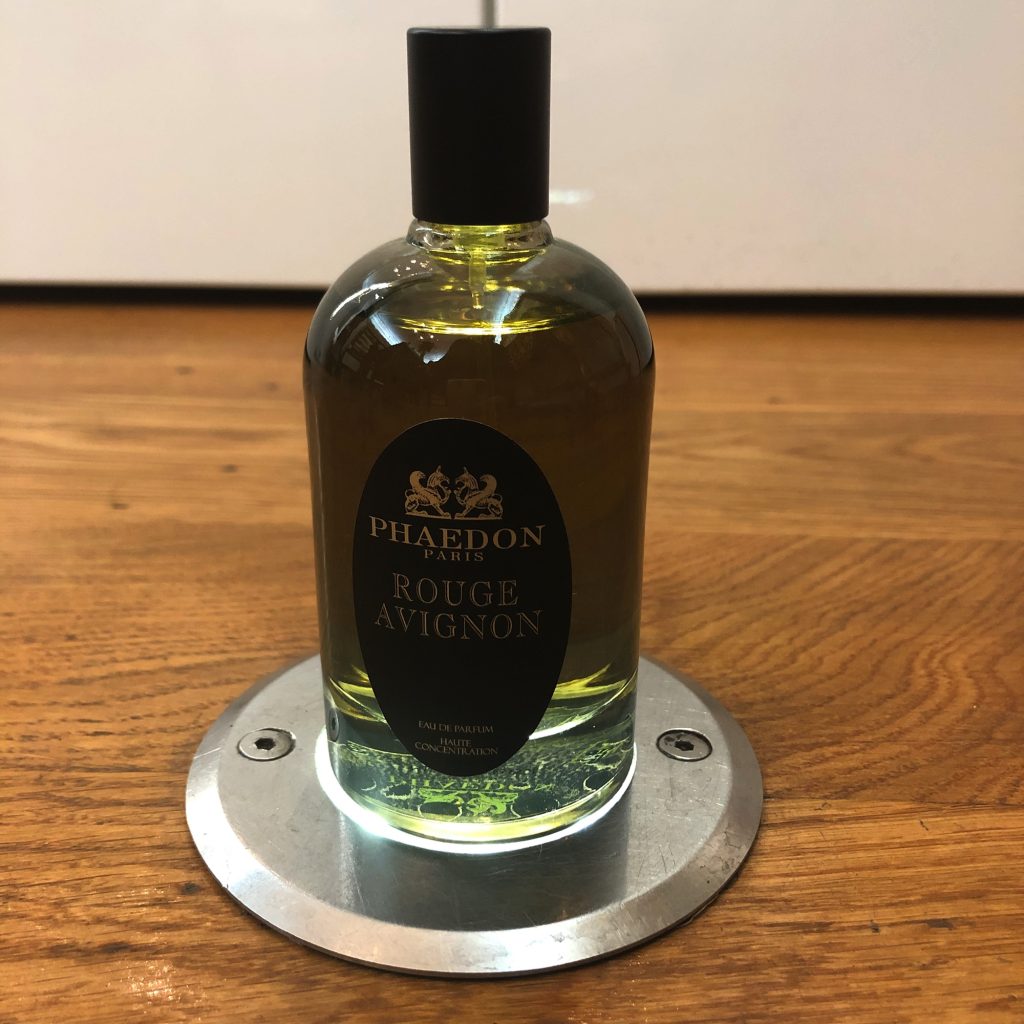 PHAEDON
PARIS
ROUGE
AVIGNON
EAU DE PARFUM
HAUTE
CONCENTRATION